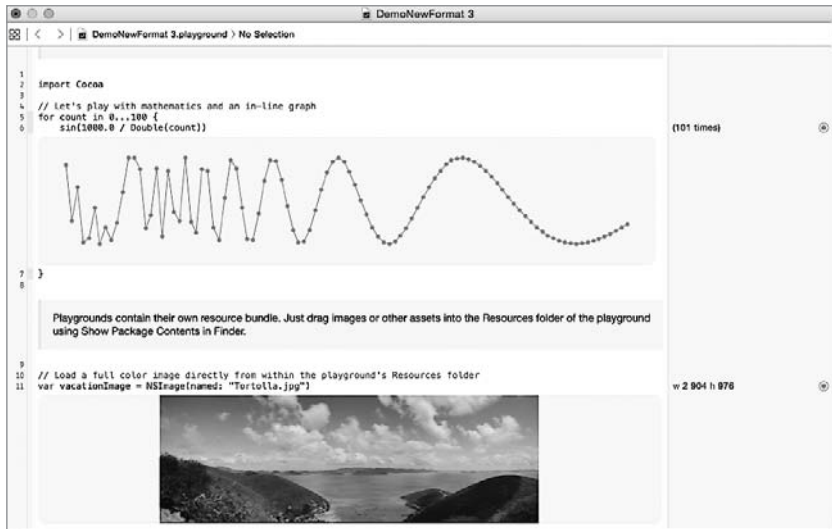 DemoNewFormat 3
DemoNewFormat 3.playground 〉 No Selection
1
2 import Cocoa
3
4 // Let's play with mathematics and an in-line graph
5 for count in 0...100 {
6 sin(1000.0 / Double(count))
(101 times)
7 }
8
Playgrounds contain their own resource bundle. Just drag images or other assets into the Resources folder of the playground
using Show Package Contents in Finder.
9
10 // Load a full color image directly from within the playground's Resources folder
11 var vacationImage = NSImage(named: "Tortolla.jpg")
w 2 904 h 976